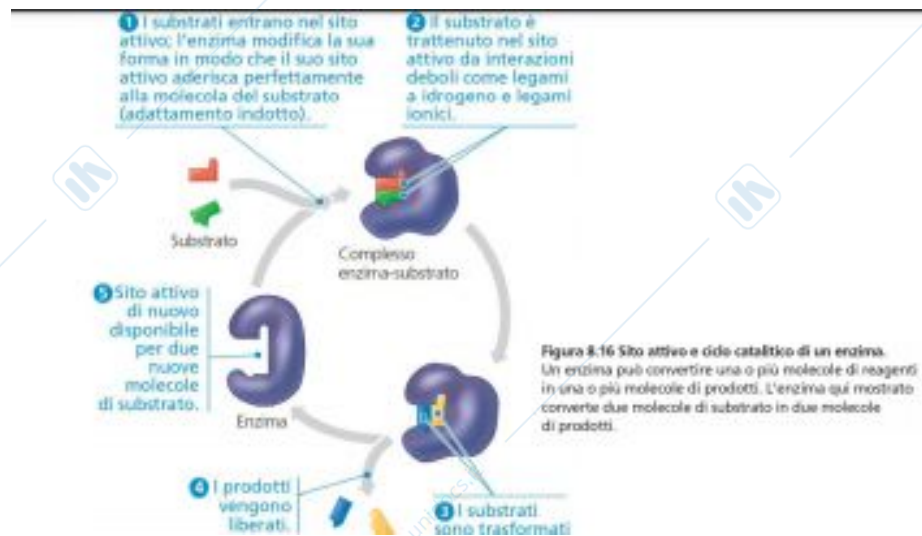 1 I substrati entrano nel sito
attivo; l'enzima modifica la sua
forma in modo che il suo sito
attivo aderisca perfettamente
alla molecola del substrato
(adattamento indotto).
2 Il substrato è
trattenuto nel sito
attivo da interazioni
deboli come legami
a idrogeno e legami
ionici.
Substrato
Complesso
enzima-substrato
5 Sito attivo
di nuovo
disponibile
per due
nuove
molecole
di substrato.
Enzima
Figura 8.16 Sito attivo e ciclo catalitico di un enzima.
Un enzima può convertire una o più molecole di reagenti
in una o più molecole di prodotti. L'enzima qui mostrato
converte due molecole di substrato in due molecole
di prodotti.
4 I prodotti
vengono
liberati.
3 I substrati
sono trasformati